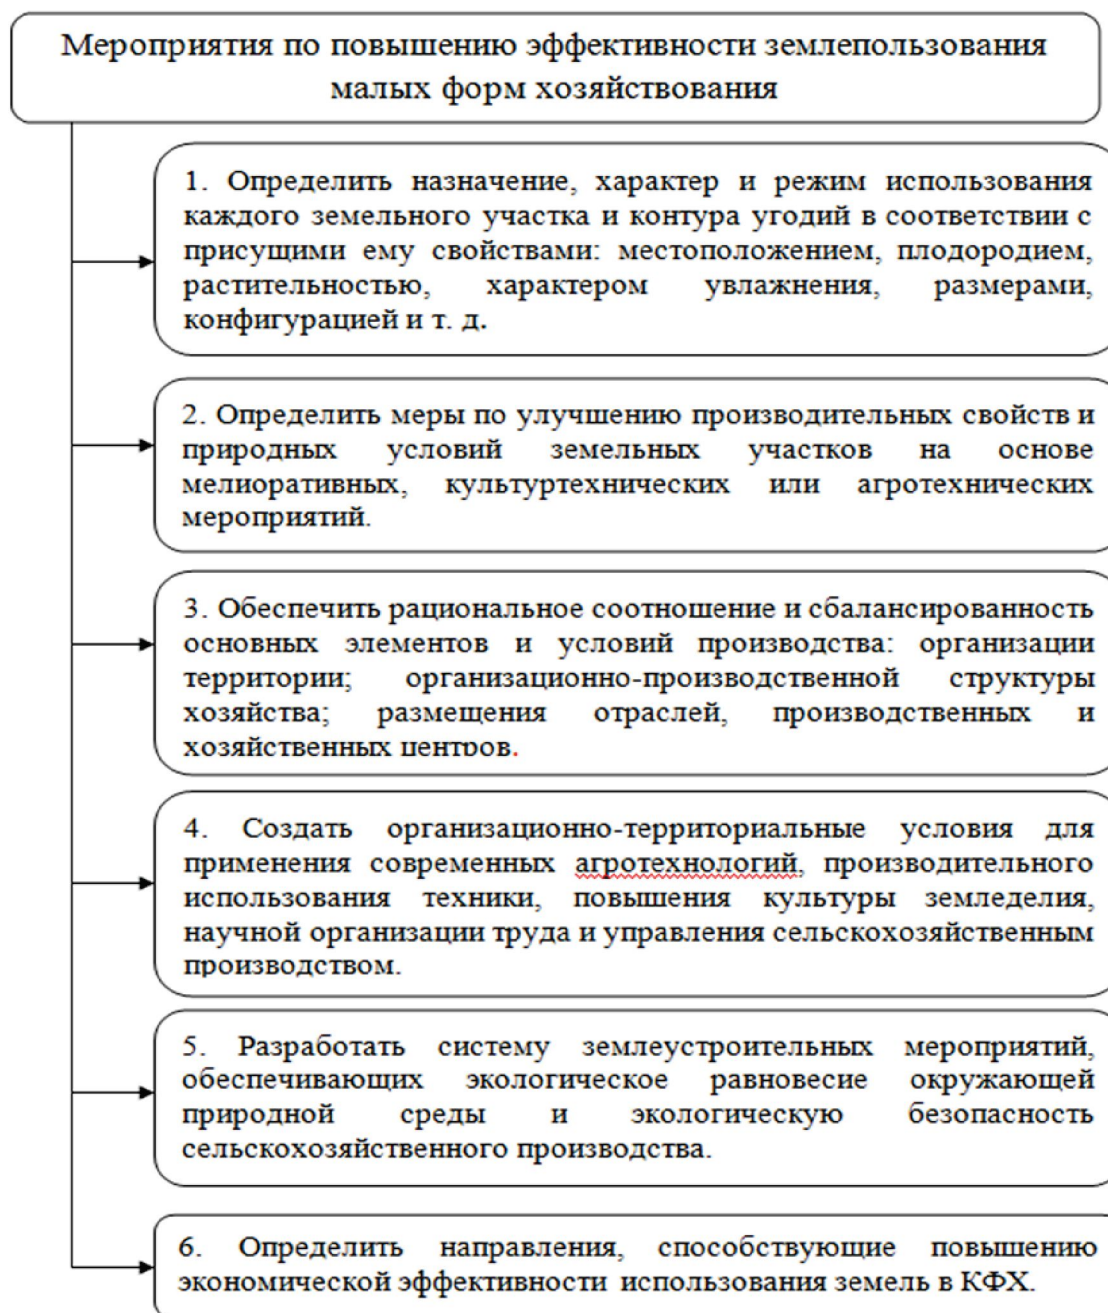 Мероприятия по повышению эффективности землепользования
малых форм хозяйствования
1. Определить назначение, характер и режим использования
каждого земельного участка и контура угодий в соответствии с
присущими ему свойствами: местоположением, плодородием,
растительностью, характером увлажнения, размерами,
конфигурацией и т. д.
2. Определить меры по улучшению производительных свойств и
природных условий земельных участков на основе
мелиоративных, культуртехнических или агротехнических
мероприятий.
3. Обеспечить рациональное соотношение и сбалансированность
основных элементов и условий производства: организации
территории; организационно-производственной структуры
хозяйства; размещения отраслей, производственных и
хозяйственных центров.
4. Создать организационно-территориальные условия для
применения современных агротехнологий, производительного
использования техники, повышения культуры земледелия,
научной организации труда и управления сельскохозяйственным
производством.
5. Разработать систему землеустроительных мероприятий,
обеспечивающих экологическое равновесие окружающей
природной среды и экологическую безопасность
сельскохозяйственного производства.
6. Определить направления, способствующие повышению
экономической эффективности использования земель в КФХ.